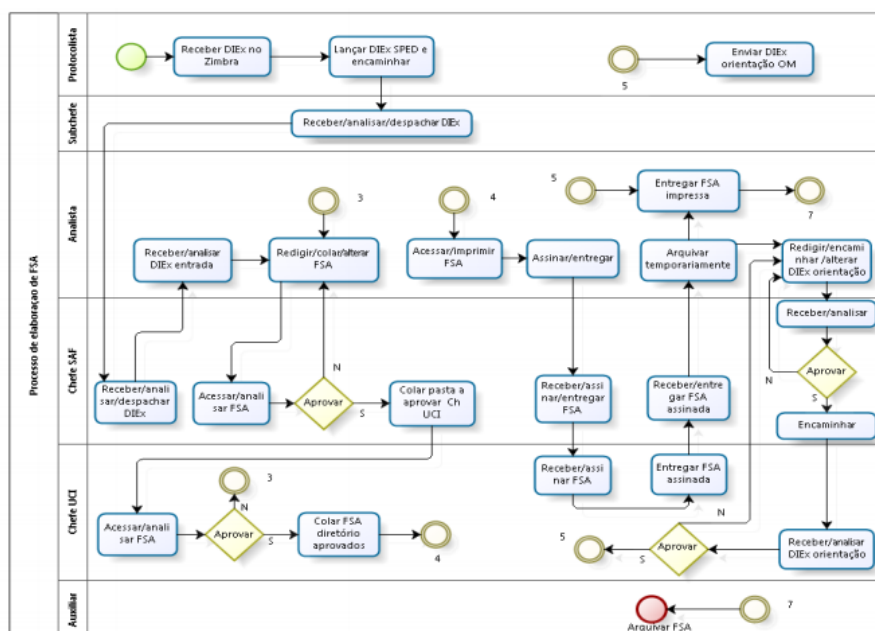 Processo de elaboraçao de FSA
Protocolista
Receber DIEx no
Zimbra
Lançar DIEx SPED e
encaminhar
5
Enviar DIEx
orientação OM
Subchefe
Receber/analisar/despachar DIEx
Analista
3
4
5
Entregar FSA
impressa
7
Receber/analisar
DIEx entrada
Redigir/colar/alterar
FSA
Acessar/imprimir
FSA
Assinar/entregar
Arquivar
temporariamente
Redigir/encami
nhar /alterar
DIEx orientação
Chefe SAF
Receber/analisar
Receber/anali
sar/despachar
DIEx
Acessar/anali
sar FSA
N
Aprovar
S
Colar pasta a
aprovar Ch
UCI
Receber/assi
nar/entregar
FSA
Receber/entre
gar FSA
assinada
N
Aprovar
S
Encaminhar
Chefe UCI
3
Acessar/anali
sar FSA
N
Aprovar
S
Colar FSA
diretório
aprovados
4
Receber/assi
nar FSA
Entregar FSA
assinada
N
5
S
Aprovar
Receber/analisar
DIEx orientação
Auxiliar
7
Arquivar FSA